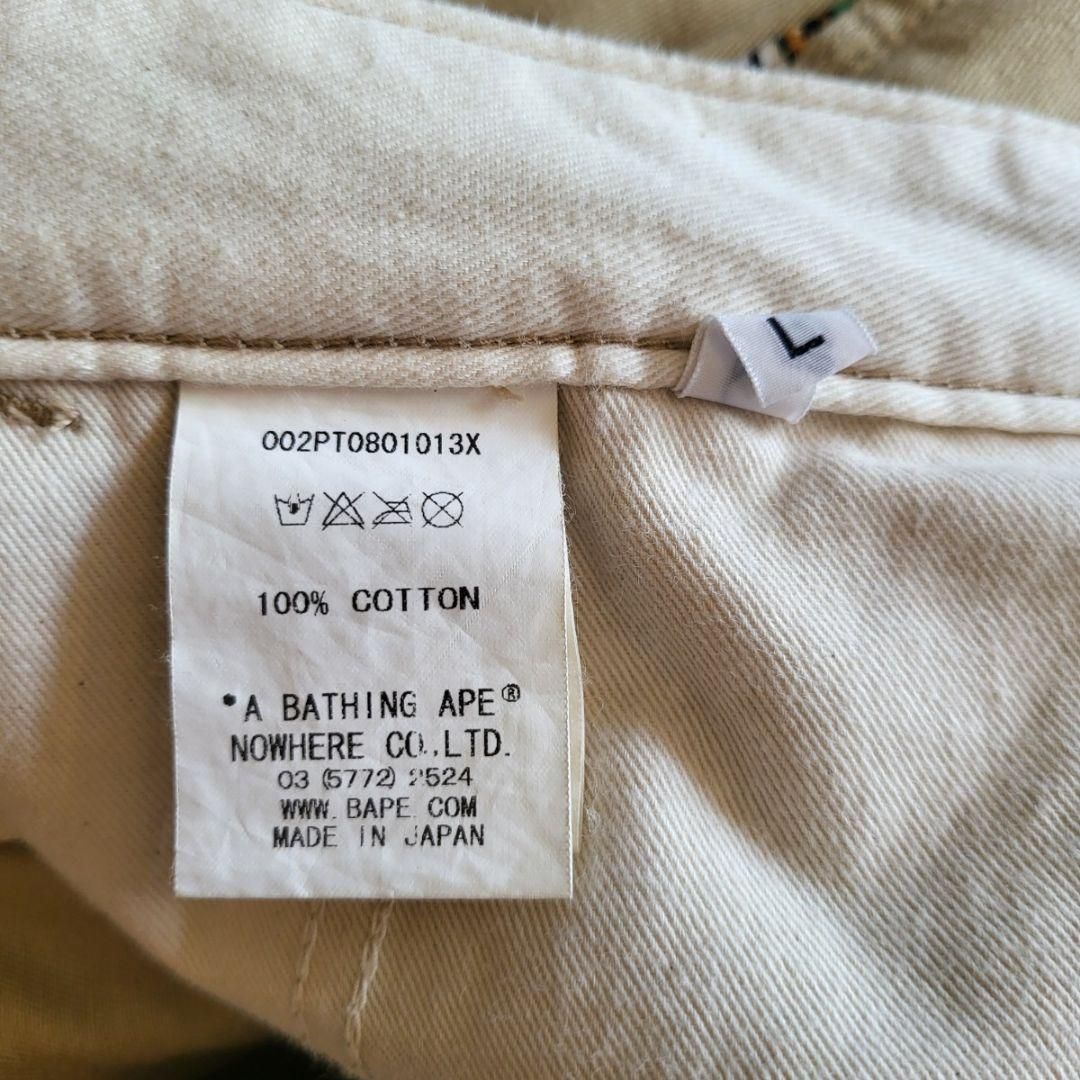 L
002PT0801013X
100% COTTON
*A BATHING APE®
NOWHERE CO.,LTD.
03 (5772) 2524
WWW.BAPE.COM
MADE IN JAPAN